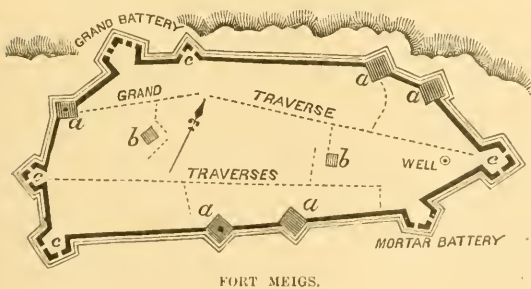 GRAND BATTERY
c
a
a
GRAND
TRAVERSE
a
b
b
WELL
c
c
TRAVERSES
a
a
c
MORTAR BATTERY
FORT MEIGS.